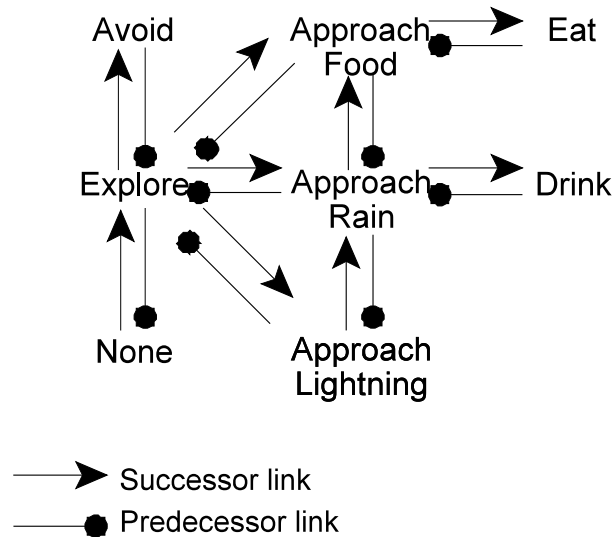 Avoid
Approach
Food
Eat
Explore
Approach
Rain
Drink
None
Approach
Lightning
Successor link
Predecessor link